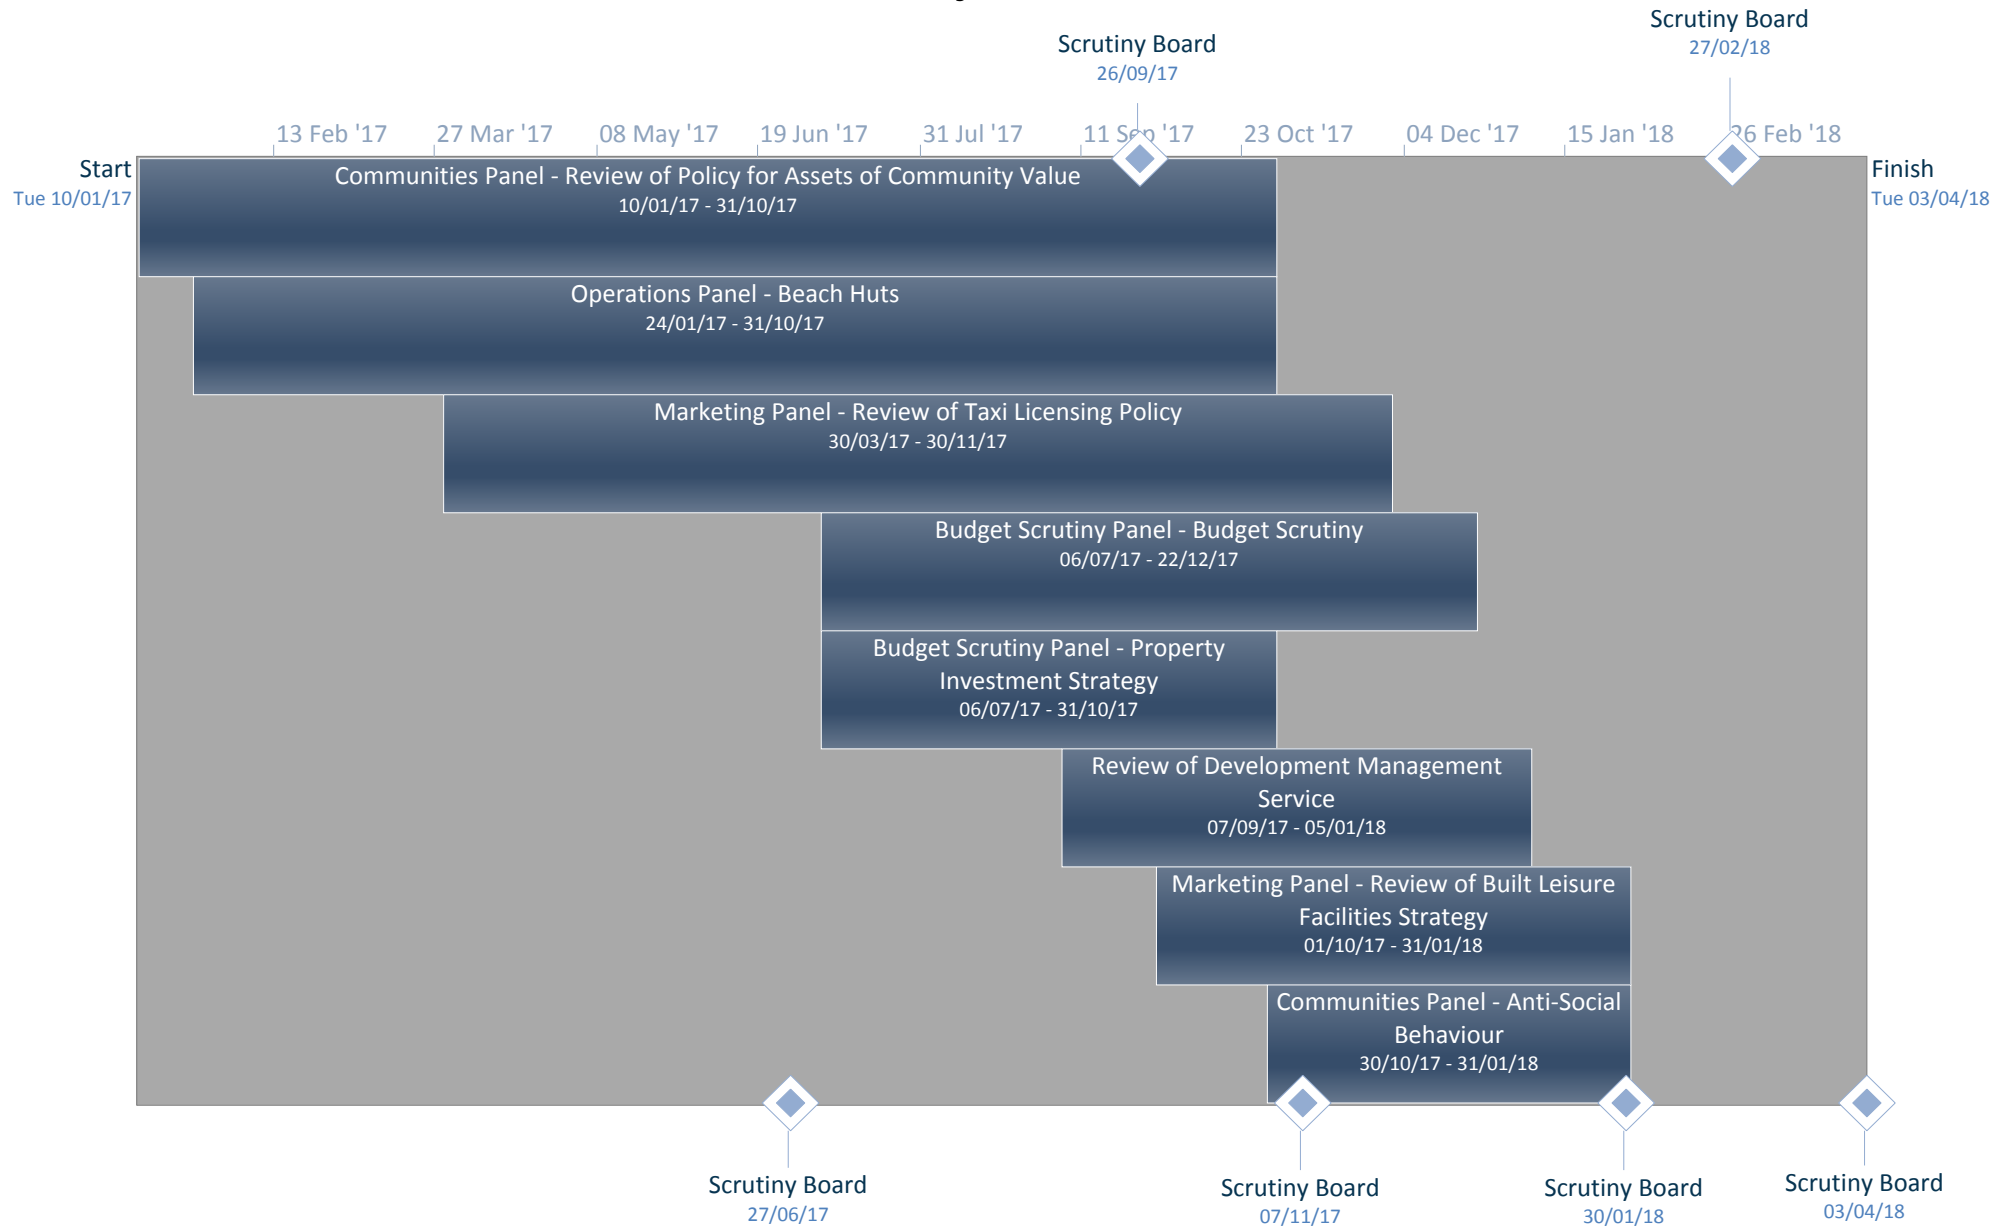 Scrutiny Board
27/02/18
Scrutiny Board
26/09/17
13 Feb '17
27 Mar '17
08 May '17
19 Jun '17
31 Jul '17
11 Sep '17
23 Oct '17
04 Dec '17
15 Jan '18
26 Feb '18
Start
Tue 10/01/17
Finish
Tue 03/04/18
Communities Panel - Review of Policy for Assets of Community Value
10/01/17 - 31/10/17
Operations Panel - Beach Huts
24/01/17 - 31/10/17
Marketing Panel - Review of Taxi Licensing Policy
30/03/17 - 30/11/17
Budget Scrutiny Panel - Budget Scrutiny
06/07/17 - 22/12/17
Budget Scrutiny Panel - Property
Investment Strategy
06/07/17 - 31/10/17
Review of Development Management
Service
07/09/17 - 05/01/18
Marketing Panel - Review of Built Leisure
Facilities Strategy
01/10/17 - 31/01/18
Communities Panel - Anti-Social
Behaviour
30/10/17 - 31/01/18
Scrutiny Board
27/06/17
Scrutiny Board
07/11/17
Scrutiny Board
30/01/18
Scrutiny Board
03/04/18